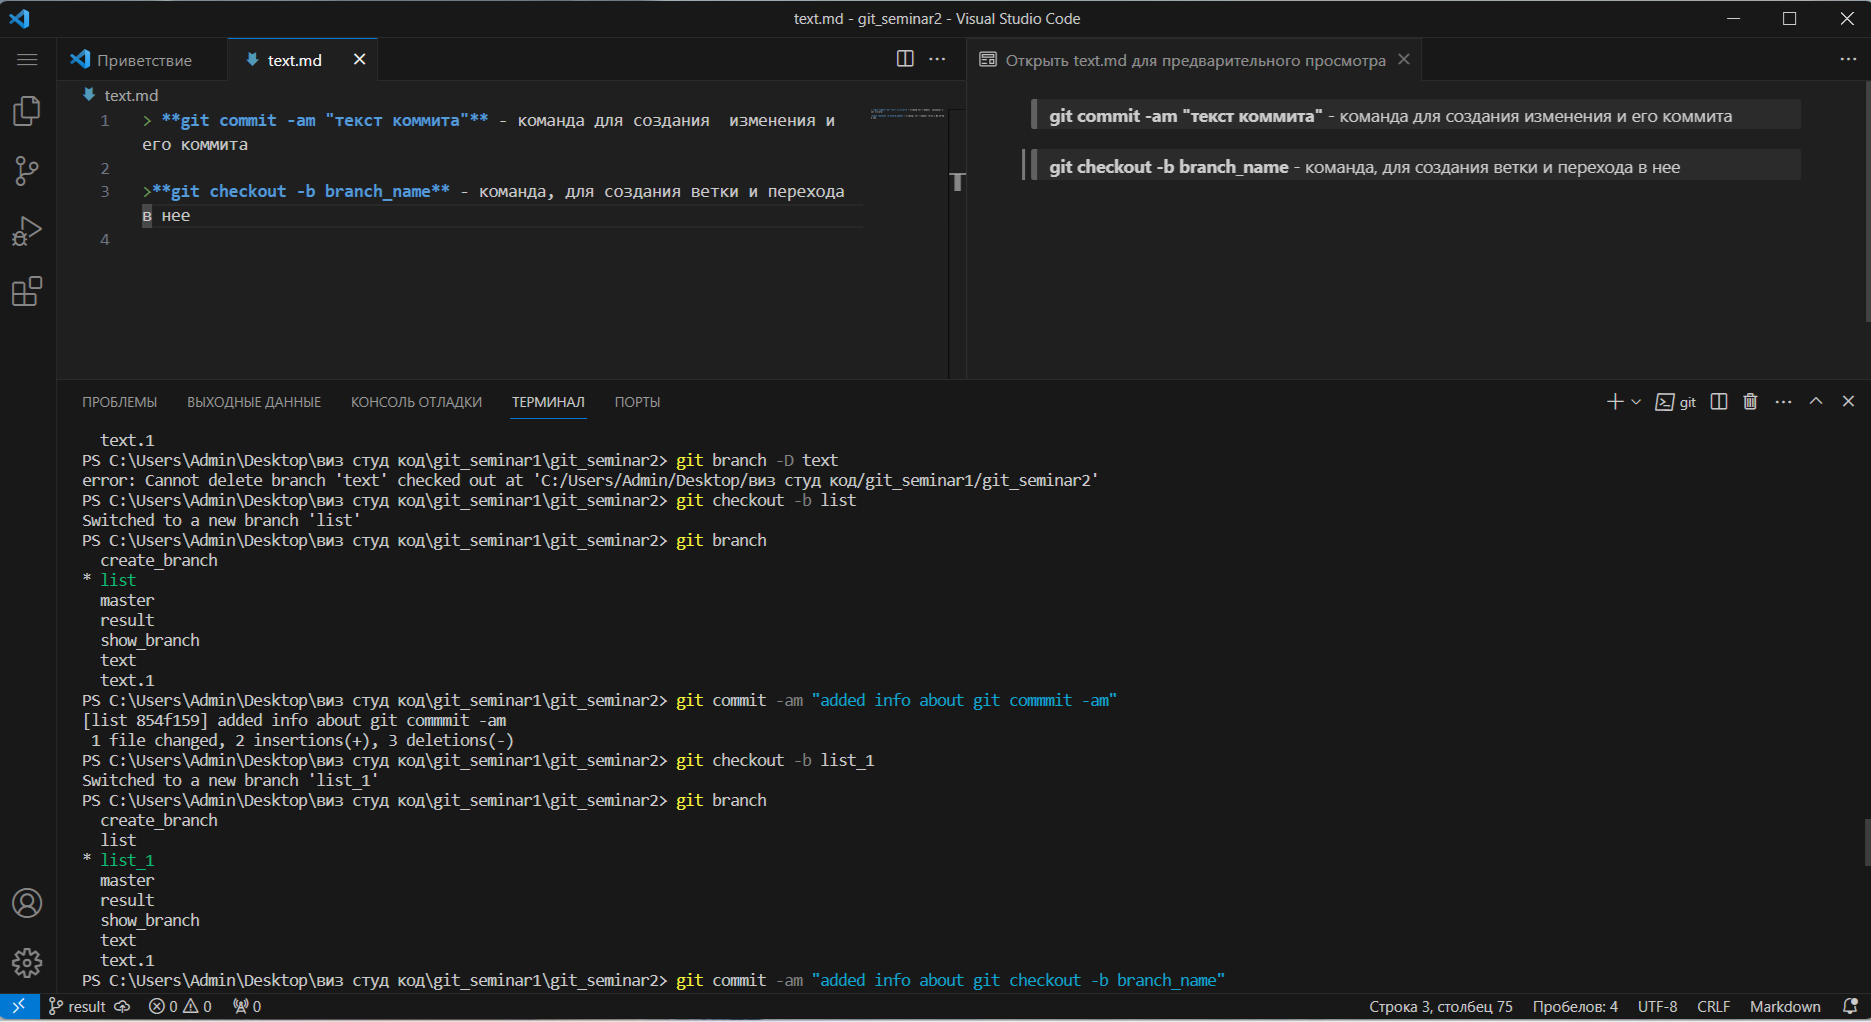 text.md - git_seminar2 - Visual Studio Code
Приветствие
text.md
Открыть text.md для предварительного просмотра
text.md
1 > **git commit -am "текст коммита"** - команда для создания  изменения и
его коммита
2
3 >**git checkout -b branch_name** - команда, для создания ветки и перехода
в нее
4
git commit -am "текст коммита" - команда для создания изменения и его коммита
git checkout -b branch_name - команда, для создания ветки и перехода в нее
ПРОБЛЕМЫ ВЫХОДНЫЕ ДАННЫЕ КОНСОЛЬ ОТЛАДКИ ТЕРМИНАЛ ПОРТЫ
git
text.1
PS C:\Users\Admin\Desktop\виз студ код\git_seminar1\git_seminar2> git branch -D text
error: Cannot delete branch 'text' checked out at 'C:/Users/Admin/Desktop/виз студ код/git_seminar1/git_seminar2'
PS C:\Users\Admin\Desktop\виз студ код\git_seminar1\git_seminar2> git checkout -b list
Switched to a new branch 'list'
PS C:\Users\Admin\Desktop\виз студ код\git_seminar1\git_seminar2> git branch
create_branch
* list
master
result
show_branch
text
text.1
PS C:\Users\Admin\Desktop\виз студ код\git_seminar1\git_seminar2> git commit -am "added info about git commmit -am"
[list 854f159] added info about git commmit -am
1 file changed, 2 insertions(+), 3 deletions(-)
PS C:\Users\Admin\Desktop\виз студ код\git_seminar1\git_seminar2> git checkout -b list_1
Switched to a new branch 'list_1'
PS C:\Users\Admin\Desktop\виз студ код\git_seminar1\git_seminar2> git branch
create_branch
list
* list_1
master
result
show_branch
text
text.1
PS C:\Users\Admin\Desktop\виз студ код\git_seminar1\git_seminar2> git commit -am "added info about git checkout -b branch_name"
result 0 0 0 Строка 3, столбец 75 Пробелов: 4 UTF-8 CRLF Markdown